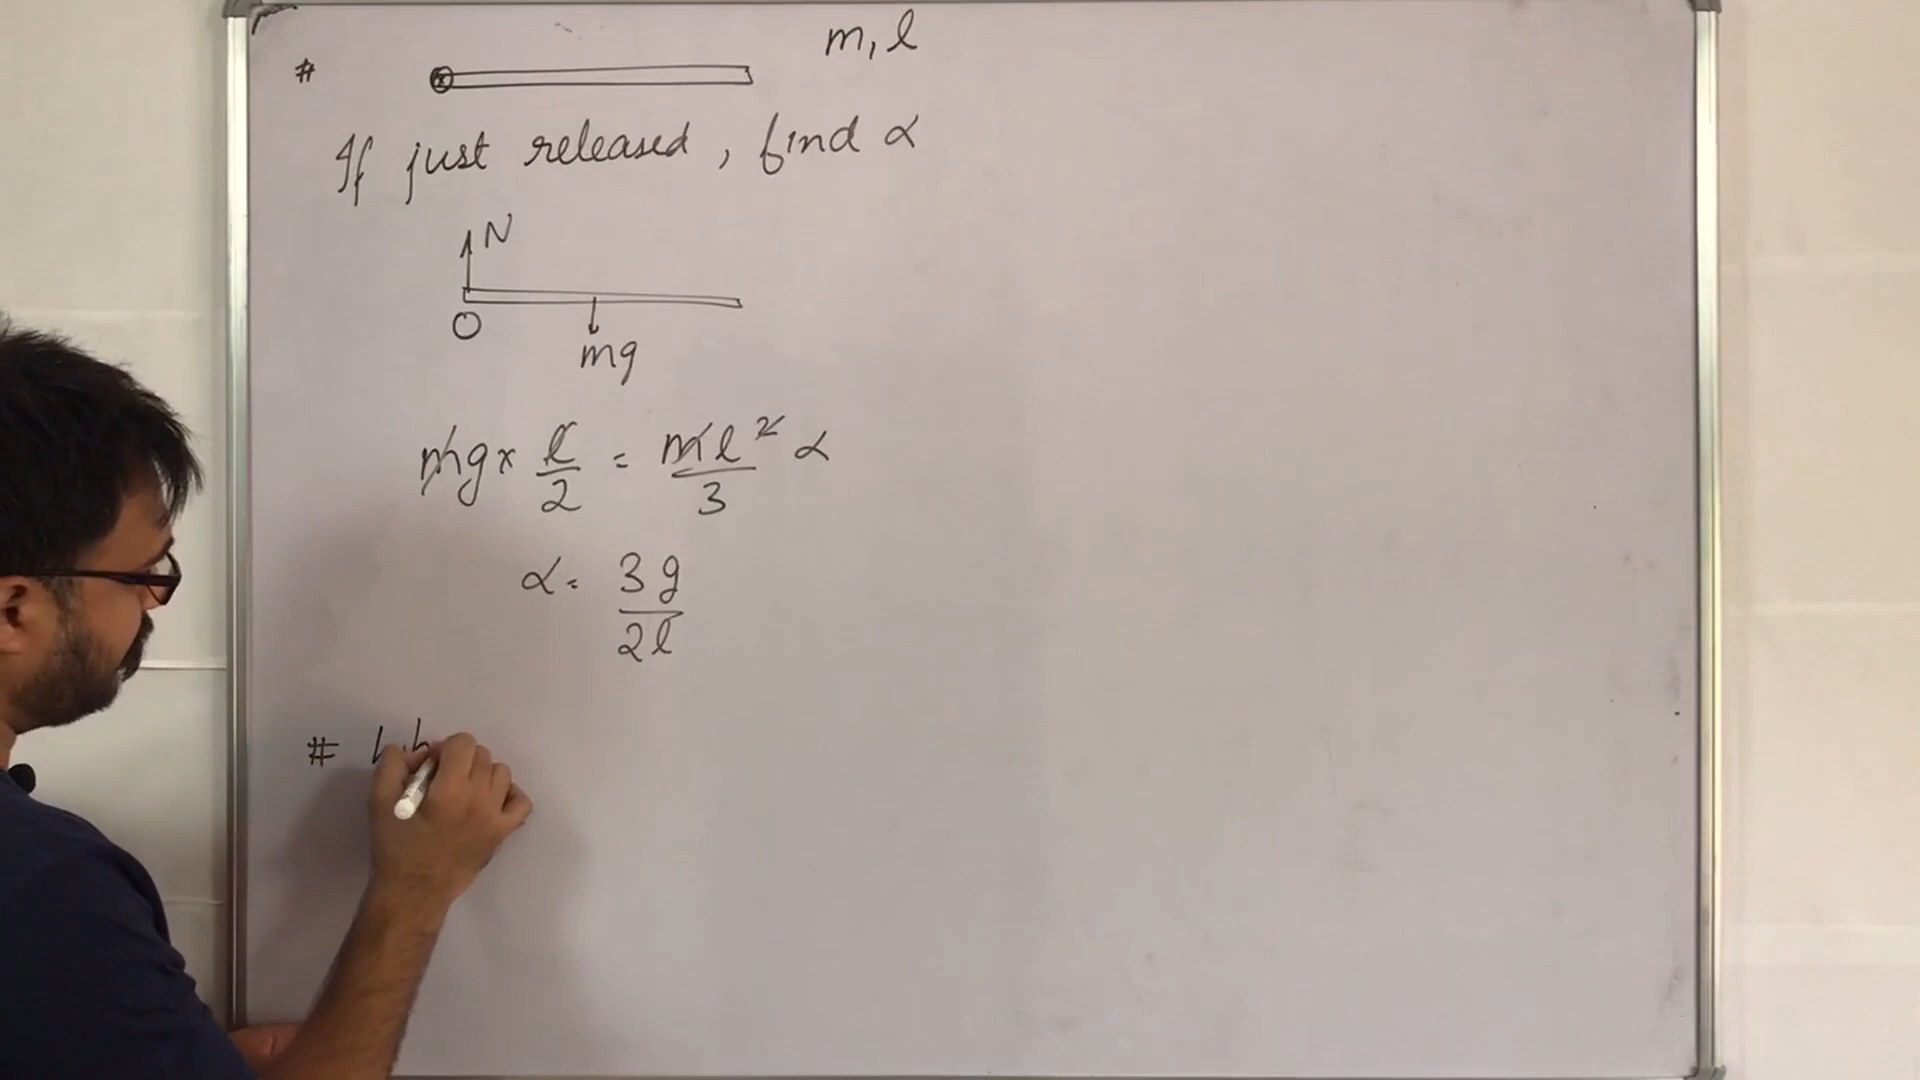 # m, l
If just released, find α
N
O
mg
mg x l/2 = ml²/3 α
α = 3g/2l
#